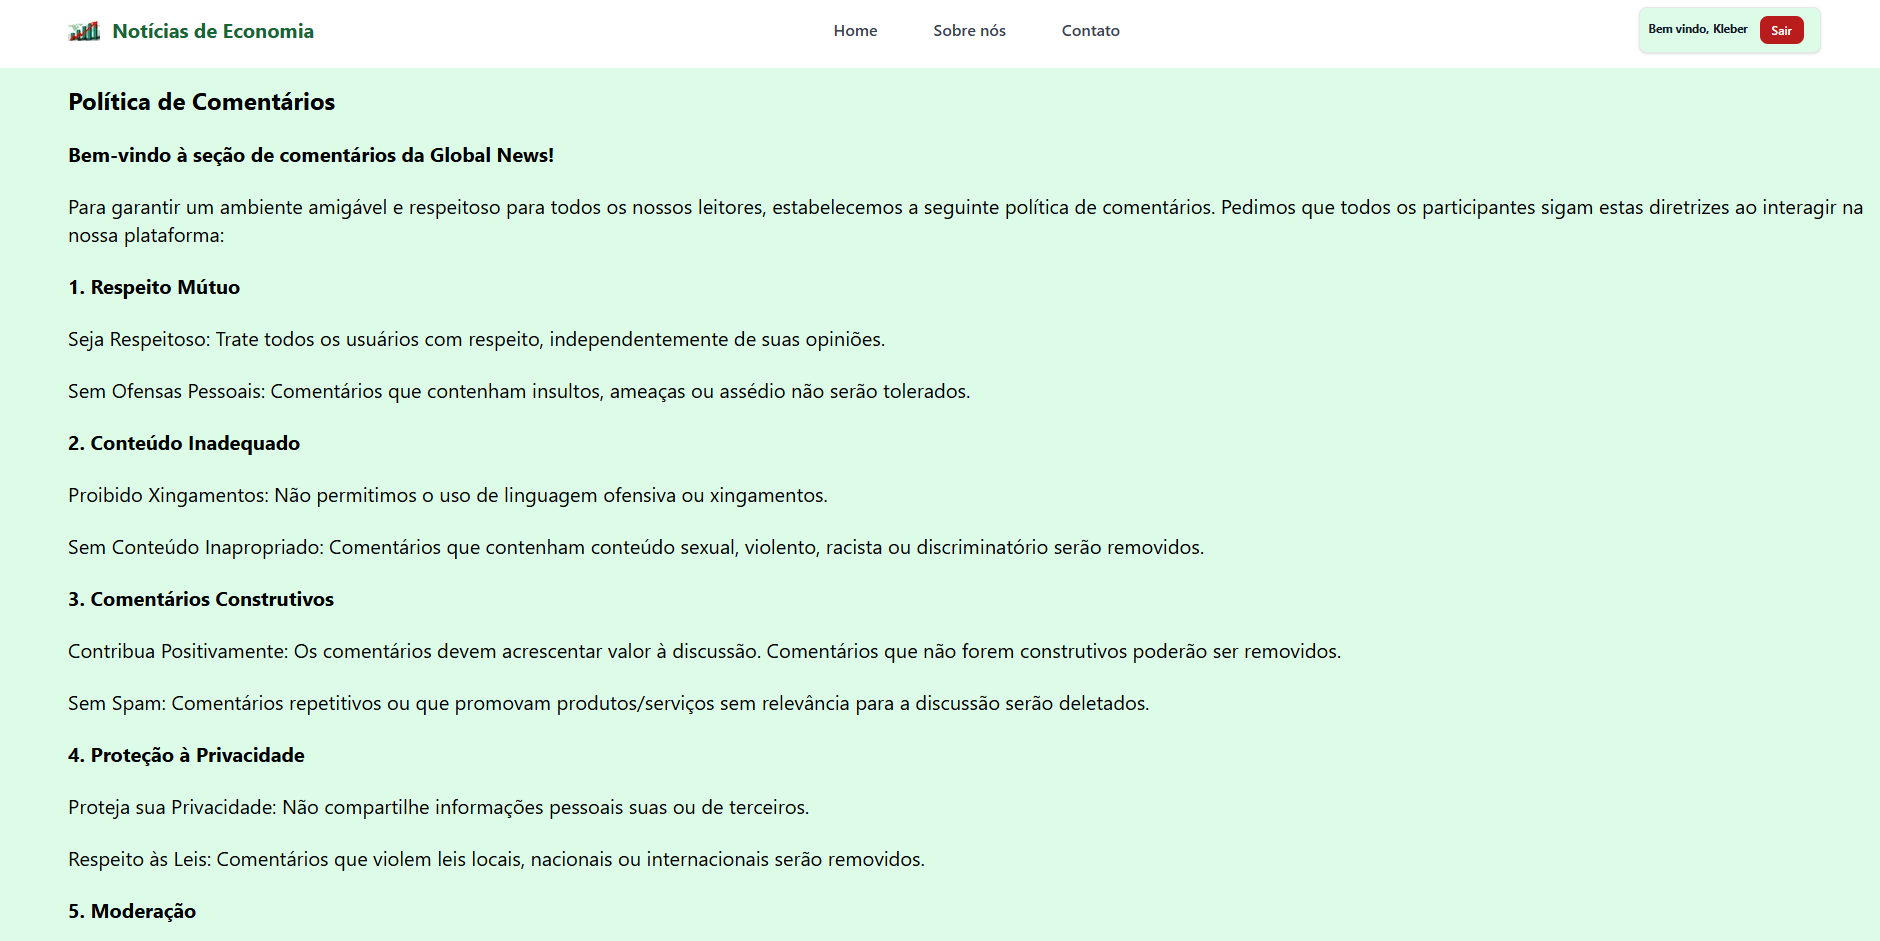 Notícias de Economia
Home
Sobre nós
Contato
Bem vindo, Kleber
Sair
Política de Comentários
Bem-vindo à seção de comentários da Global News!
Para garantir um ambiente amigável e respeitoso para todos os nossos leitores, estabelecemos a seguinte política de comentários. Pedimos que todos os participantes sigam estas diretrizes ao interagir na
nossa plataforma:
1. Respeito Mútuo
Seja Respeitoso: Trate todos os usuários com respeito, independentemente de suas opiniões.
Sem Ofensas Pessoais: Comentários que contenham insultos, ameaças ou assédio não serão tolerados.
2. Conteúdo Inadequado
Proibido Xingamentos: Não permitimos o uso de linguagem ofensiva ou xingamentos.
Sem Conteúdo Inapropriado: Comentários que contenham conteúdo sexual, violento, racista ou discriminatório serão removidos.
3. Comentários Construtivos
Contribua Positivamente: Os comentários devem acrescentar valor à discussão. Comentários que não forem construtivos poderão ser removidos.
Sem Spam: Comentários repetitivos ou que promovam produtos/serviços sem relevância para a discussão serão deletados.
4. Proteção à Privacidade
Proteja sua Privacidade: Não compartilhe informações pessoais suas ou de terceiros.
Respeito às Leis: Comentários que violem leis locais, nacionais ou internacionais serão removidos.
5. Moderação